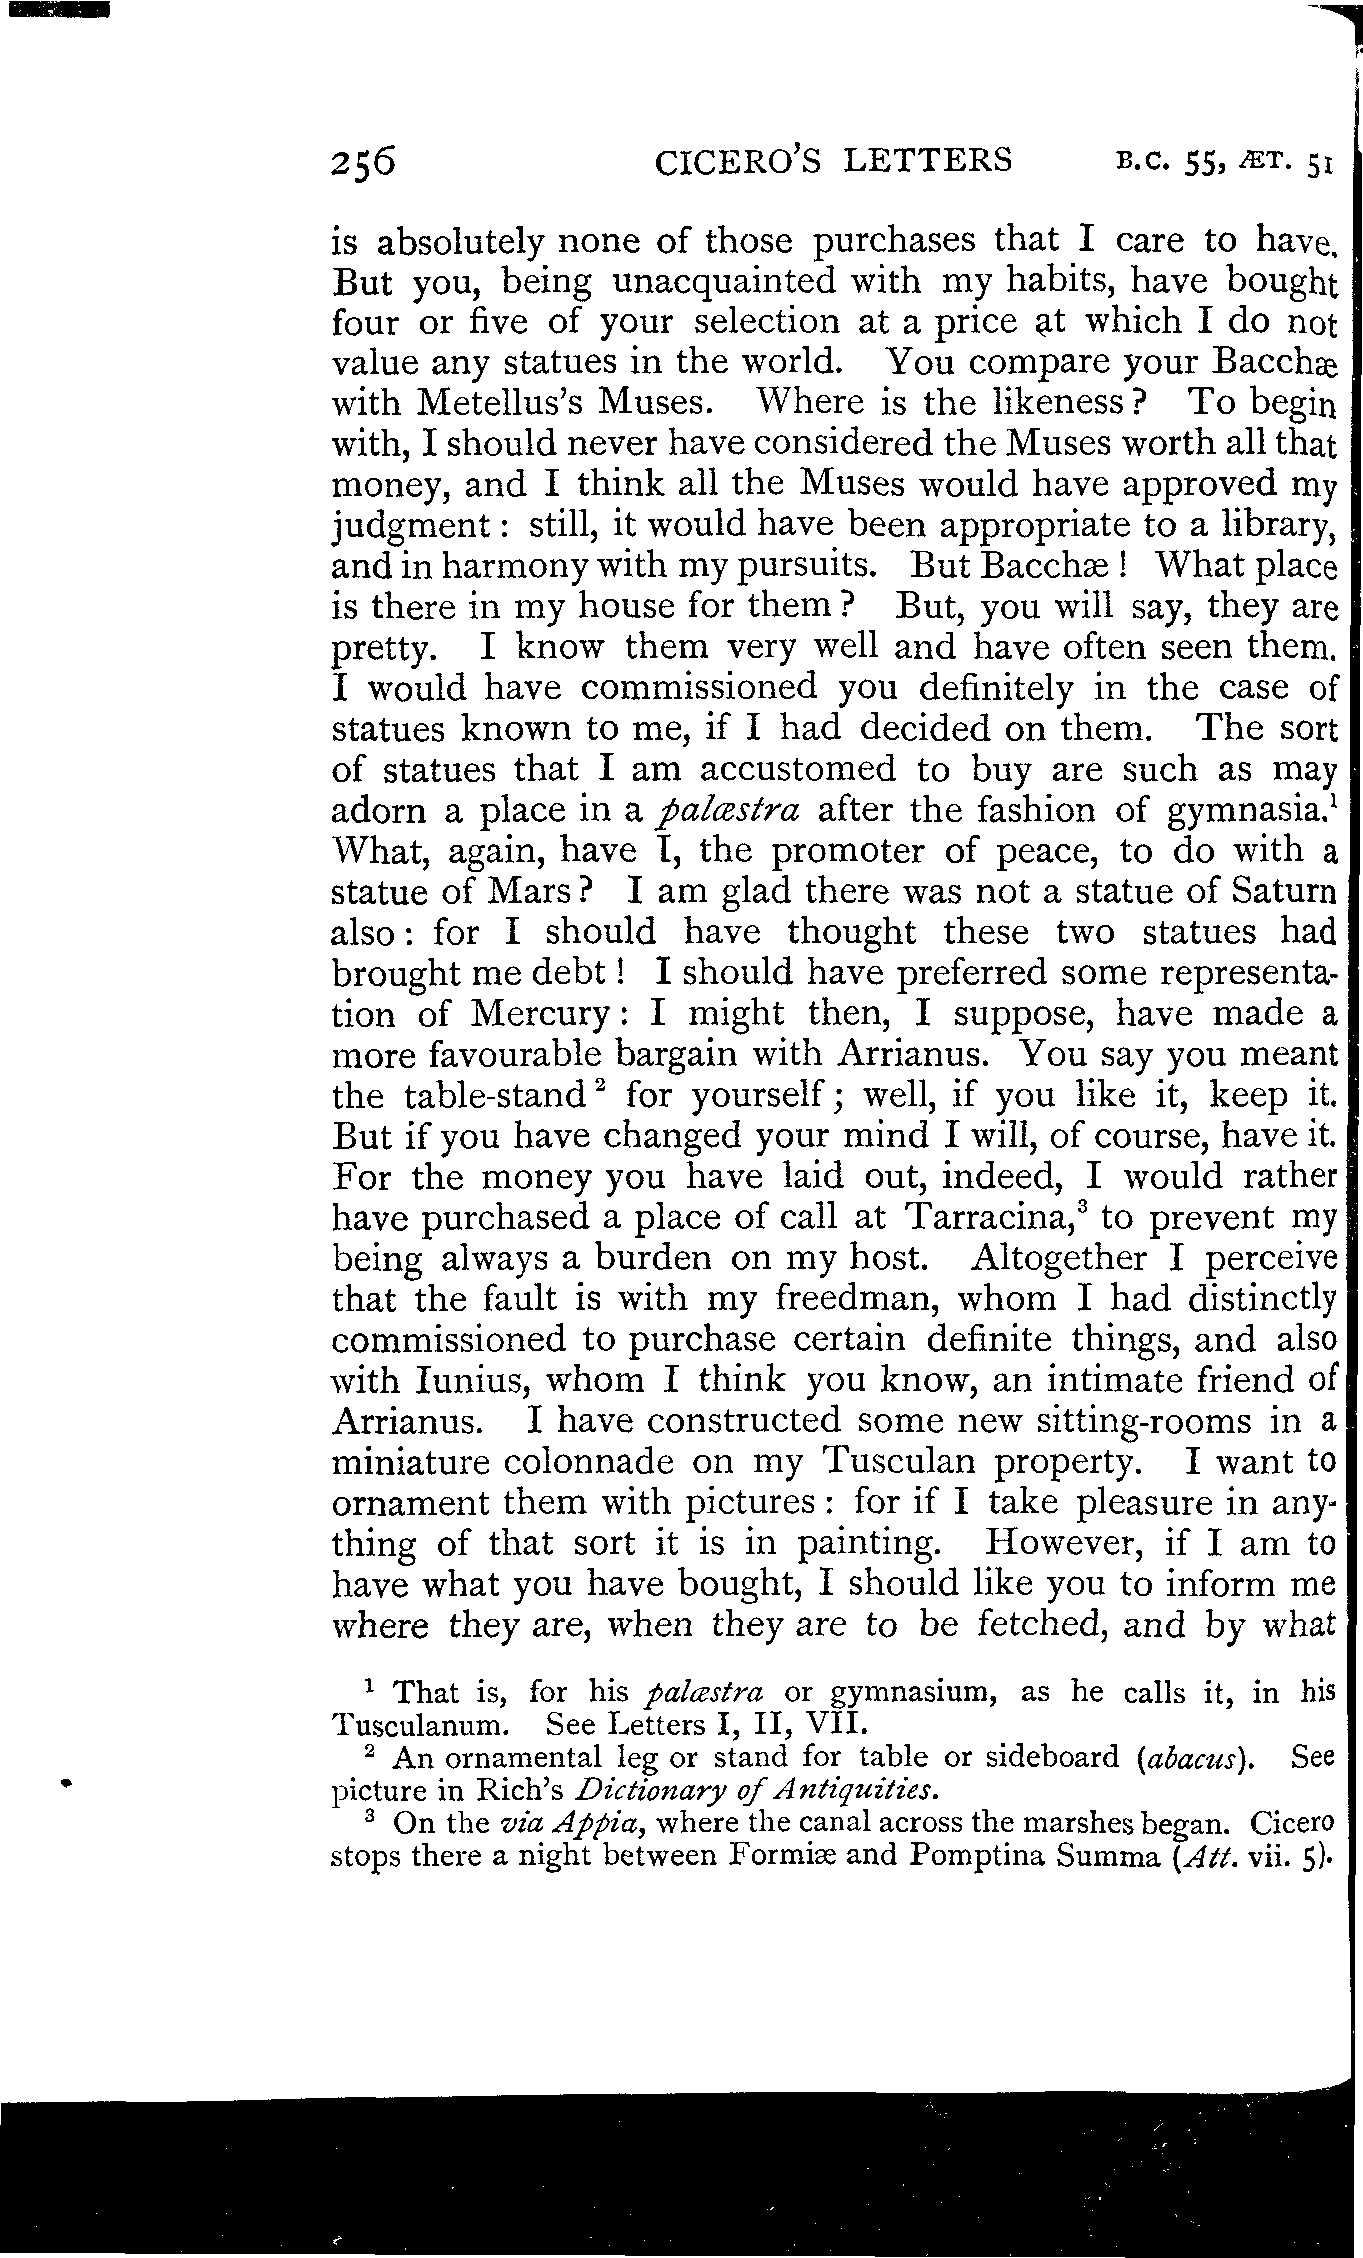 256 CICERO'S LETTERS B.C. 55, ÆT. 51
is absolutely none of those purchases that I care to have.
But you, being unacquainted with my habits, have bought
four or five of your selection at a price at which I do not
value any statues in the world. You compare your Bacchæ
with Metellus's Muses. Where is the likeness? To begin
with, I should never have considered the Muses worth all that
money, and I think all the Muses would have approved my
judgment: still, it would have been appropriate to a library,
and in harmony with my pursuits. But Bacchæ! What place
is there in my house for them? But, you will say, they are
pretty. I know them very well and have often seen them.
I would have commissioned you definitely in the case of
statues known to me, if I had decided on them. The sort
of statues that I am accustomed to buy are such as may
adorn a place in a palæstra after the fashion of gymnasia.¹
What, again, have I, the promoter of peace, to do with a
statue of Mars? I am glad there was not a statue of Saturn
also: for I should have thought these two statues had
brought me debt! I should have preferred some representa-
tion of Mercury: I might then, I suppose, have made a
more favourable bargain with Arrianus. You say you meant
the table-stand² for yourself; well, if you like it, keep it.
But if you have changed your mind I will, of course, have it.
For the money you have laid out, indeed, I would rather
have purchased a place of call at Tarracina,³ to prevent my
being always a burden on my host. Altogether I perceive
that the fault is with my freedman, whom I had distinctly
commissioned to purchase certain definite things, and also
with Iunius, whom I think you know, an intimate friend of
Arrianus. I have constructed some new sitting-rooms in a
miniature colonnade on my Tusculan property. I want to
ornament them with pictures: for if I take pleasure in any-
thing of that sort it is in painting. However, if I am to
have what you have bought, I should like you to inform me
where they are, when they are to be fetched, and by what
¹ That is, for his palæstra or gymnasium, as he calls it, in his
Tusculanum. See Letters I, II, VII.
² An ornamental leg or stand for table or sideboard (abacus). See
picture in Rich's Dictionary of Antiquities.
³ On the via Appia, where the canal across the marshes began. Cicero
stops there a night between Formiæ and Pomptina Summa (Att. vii. 5).